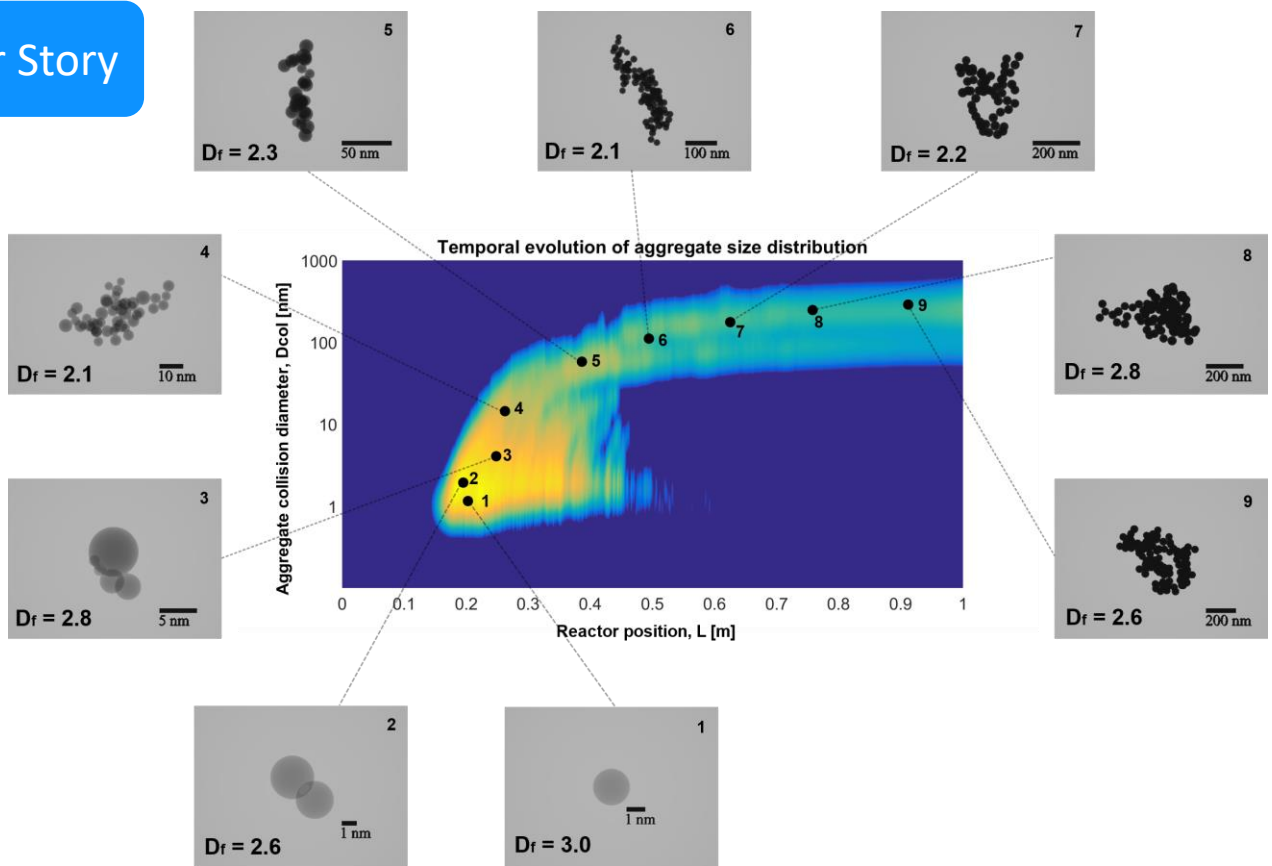 r Story
5
Df = 2.3
50 nm
6
Df = 2.1
100 nm
7
Df = 2.2
200 nm
4
Df = 2.1
10 nm
8
Df = 2.8
200 nm
3
Df = 2.8
5 nm
9
Df = 2.6
200 nm
Temporal evolution of aggregate size distribution
Aggregate collision diameter, Dcol [nm]
1000
100
10
1
1
2
3
4
5
6
7
8
9
0 0.1 0.2 0.3 0.4 0.5 0.6 0.7 0.8 0.9 1
Reactor position, L [m]
2
Df = 2.6
1 nm
1
Df = 3.0
1 nm